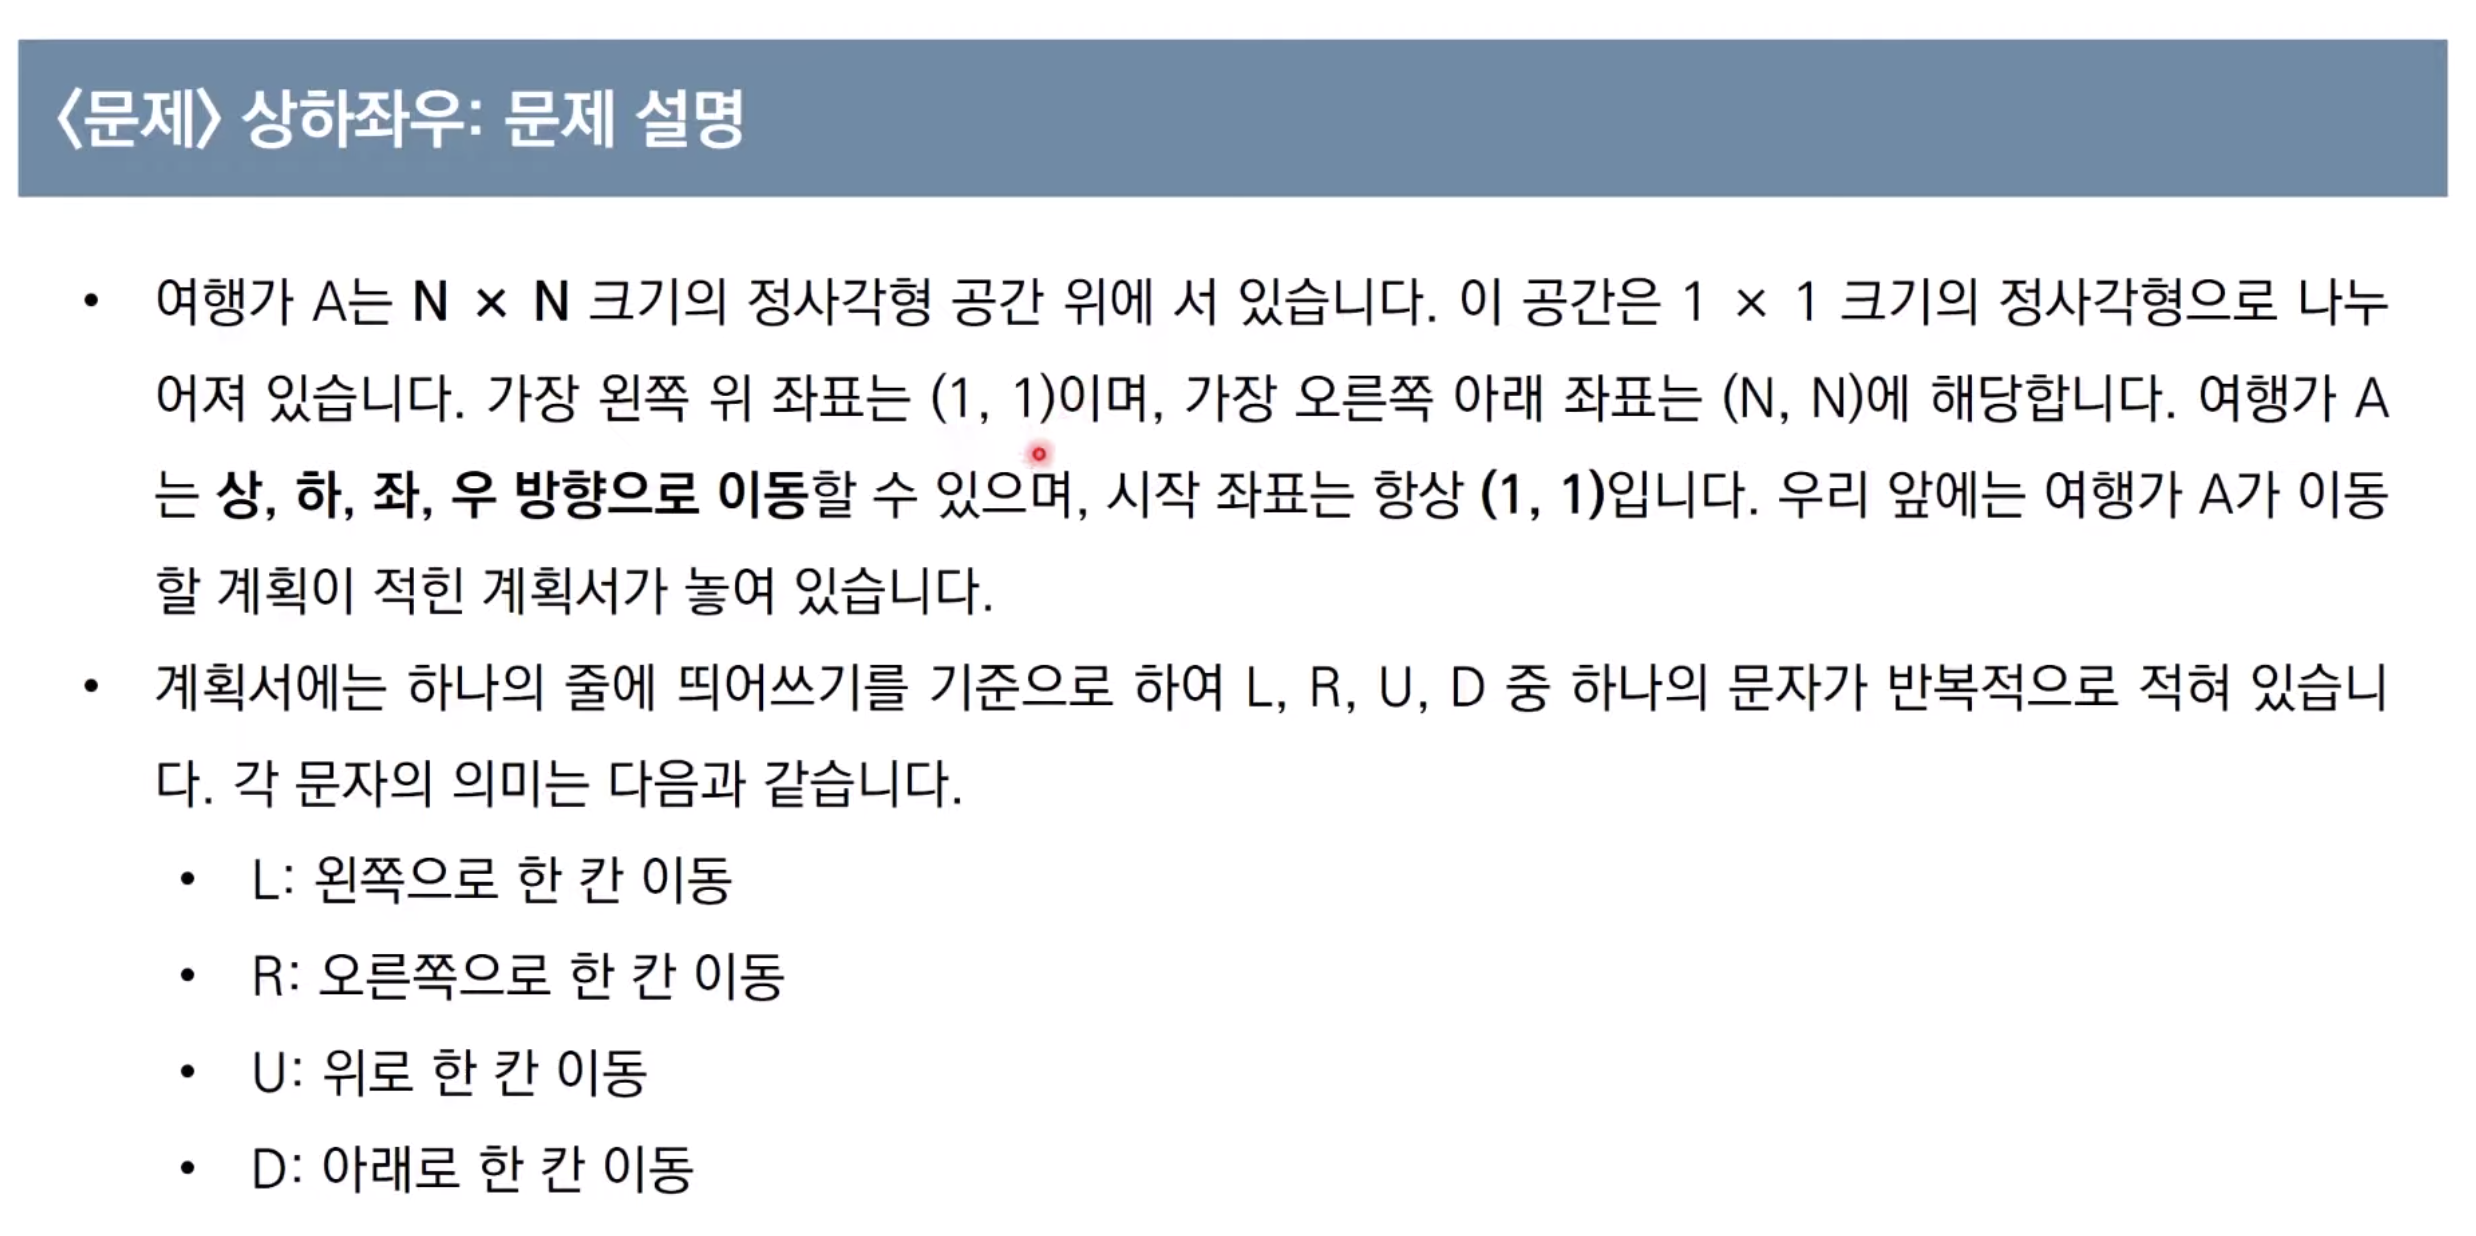 〈문제〉 상하좌우: 문제 설명
• 여행가 A는 N × N 크기의 정사각형 공간 위에 서 있습니다. 이 공간은 1 × 1 크기의 정사각형으로 나누
어져 있습니다. 가장 왼쪽 위 좌표는 (1, 1)이며, 가장 오른쪽 아래 좌표는 (N, N)에 해당합니다. 여행가 A
는 상, 하, 좌, 우 방향으로 이동할 수 있으며, 시작 좌표는 항상 (1, 1)입니다. 우리 앞에는 여행가 A가 이동
할 계획이 적힌 계획서가 놓여 있습니다.
• 계획서에는 하나의 줄에 띄어쓰기를 기준으로 하여 L, R, U, D 중 하나의 문자가 반복적으로 적혀 있습니
다. 각 문자의 의미는 다음과 같습니다.
• L: 왼쪽으로 한 칸 이동
• R: 오른쪽으로 한 칸 이동
• U: 위로 한 칸 이동
• D: 아래로 한 칸 이동